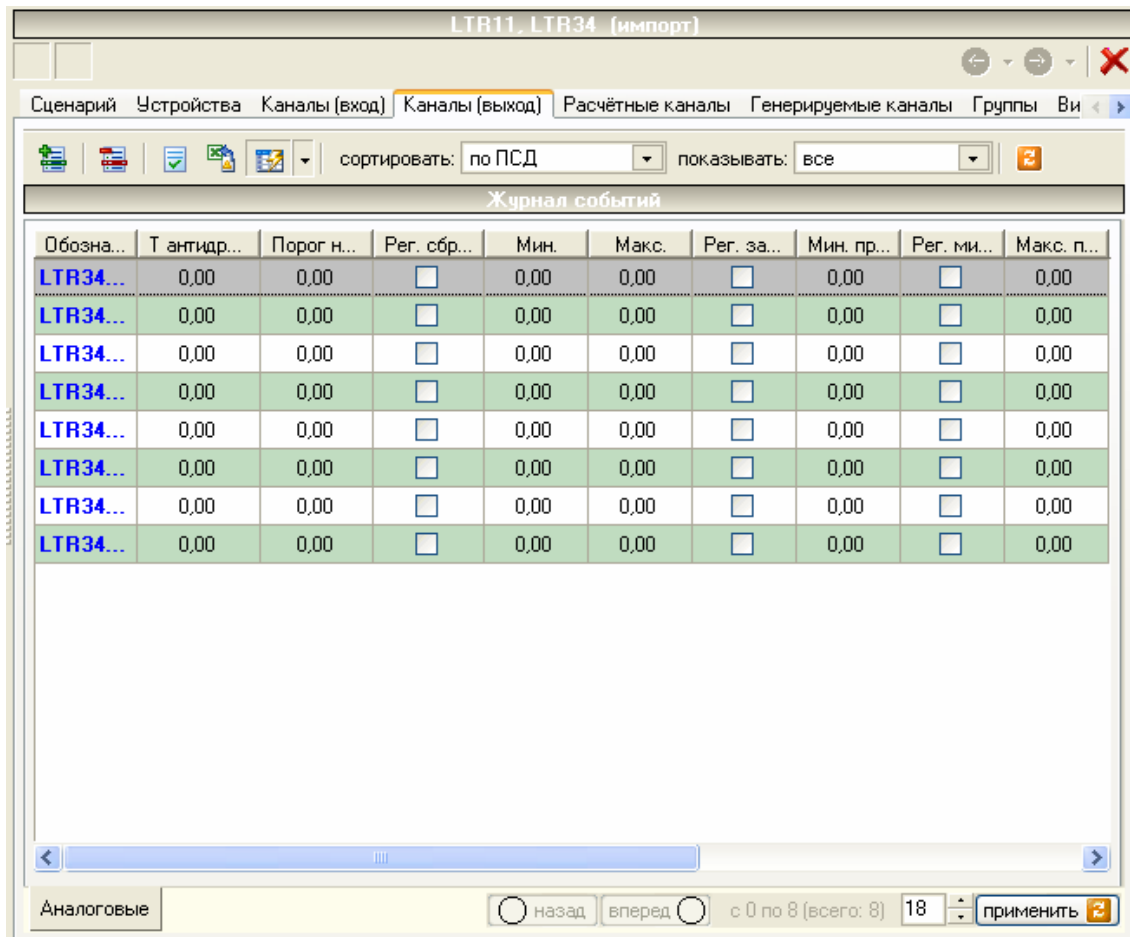 LTR11, LTR34 (импорт)
Сценарий Устройства Каналы (вход) Каналы (выход) Расчётные каналы Генерируемые каналы Группы Ви
сортировать: по ПСД показывать: все
Журнал событий
Обозна... Т антидр... Порог н... Рег. сбр... Мин. Макс. Рег. за... Мин. пр... Рег. ми... Макс. п...
LTR34... 0,00 0,00 0,00 0,00 0,00 0,00
LTR34... 0,00 0,00 0,00 0,00 0,00 0,00
LTR34... 0,00 0,00 0,00 0,00 0,00 0,00
LTR34... 0,00 0,00 0,00 0,00 0,00 0,00
LTR34... 0,00 0,00 0,00 0,00 0,00 0,00
LTR34... 0,00 0,00 0,00 0,00 0,00 0,00
LTR34... 0,00 0,00 0,00 0,00 0,00 0,00
LTR34... 0,00 0,00 0,00 0,00 0,00 0,00
Аналоговые назад вперед с 0 по 8 (всего: 8) 18 применить